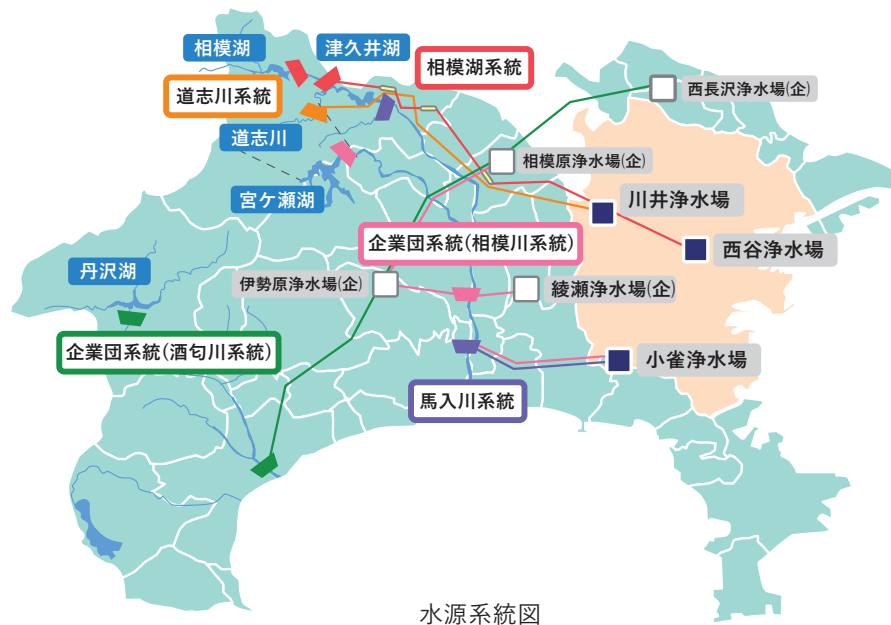 相模湖
津久井湖
相模湖系統
道志川系統
西長沢浄水場(企)
道志川
相模原浄水場(企)
宮ケ瀬湖
川井浄水場
企業団系統(相模川系統)
西谷浄水場
丹沢湖
伊勢原浄水場(企)
綾瀬浄水場(企)
企業団系統(酒匂川系統)
小雀浄水場
馬入川系統
水源系統図